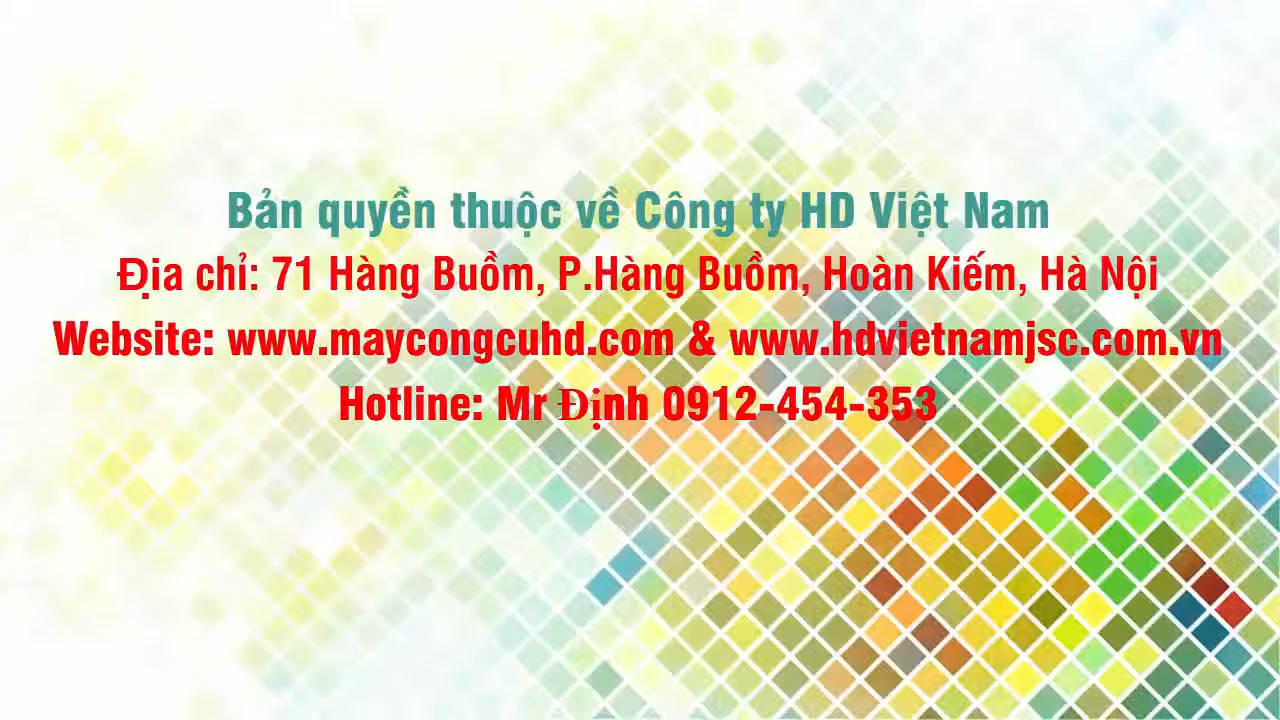 Bản quyền thuộc về Công ty HD Việt Nam
Địa chỉ: 71 Hàng Buồm, P.Hàng Buồm, Hoàn Kiếm, Hà Nội
Website: www.maycongcuhd.com & www.hdvietnamjsc.com.vn
Hotline: Mr Định 0912-454-353